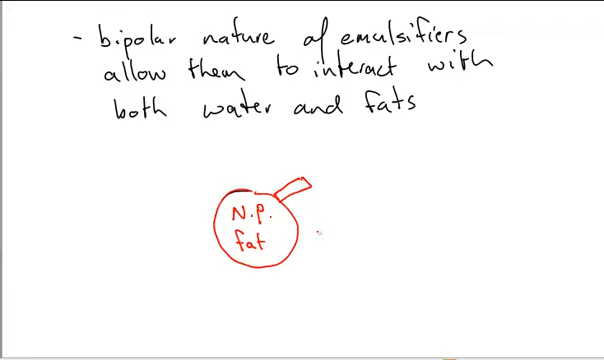 - bipolar nature of emulsifiers
allow them to interact with
both water and fats
N.P.
fat